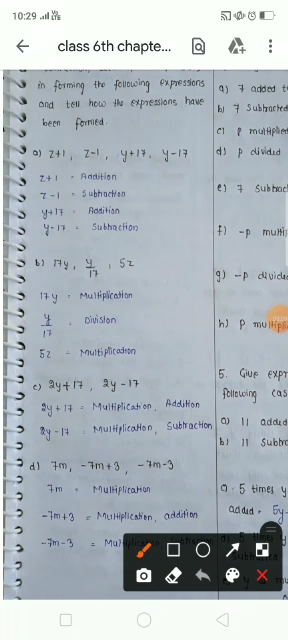 10:29
class 6th chapte...
in forming the following expressions
and tell how the expressions have
been formed.
a) z+1, z-1, y+17, y-17
z+1 = Addition
z-1 = Subtraction
y+17 = Addition
y-17 = Subtraction
b) 17y, y/17, 5z
17y = Multiplication
y/17 = Division
5z = Multiplication
c) 2y+17, 2y-17
2y+17 = Multiplication, Addition
2y-17 = Multiplication, Subtraction
d) 7m, -7m+3, -7m-3
7m = Multiplication
-7m+3 = Multiplication, addition
-7m-3 = Mul
a) 7 added t
b) 7 Subtracted
c) p multiplied
d) p divided
e) 7 Subtrac
f) -p multi
g) -p divide
h) p multipl
5. Give expr
following cas
a) 11 added
b) 11 Subtra
a. 5 times y
added = 5y